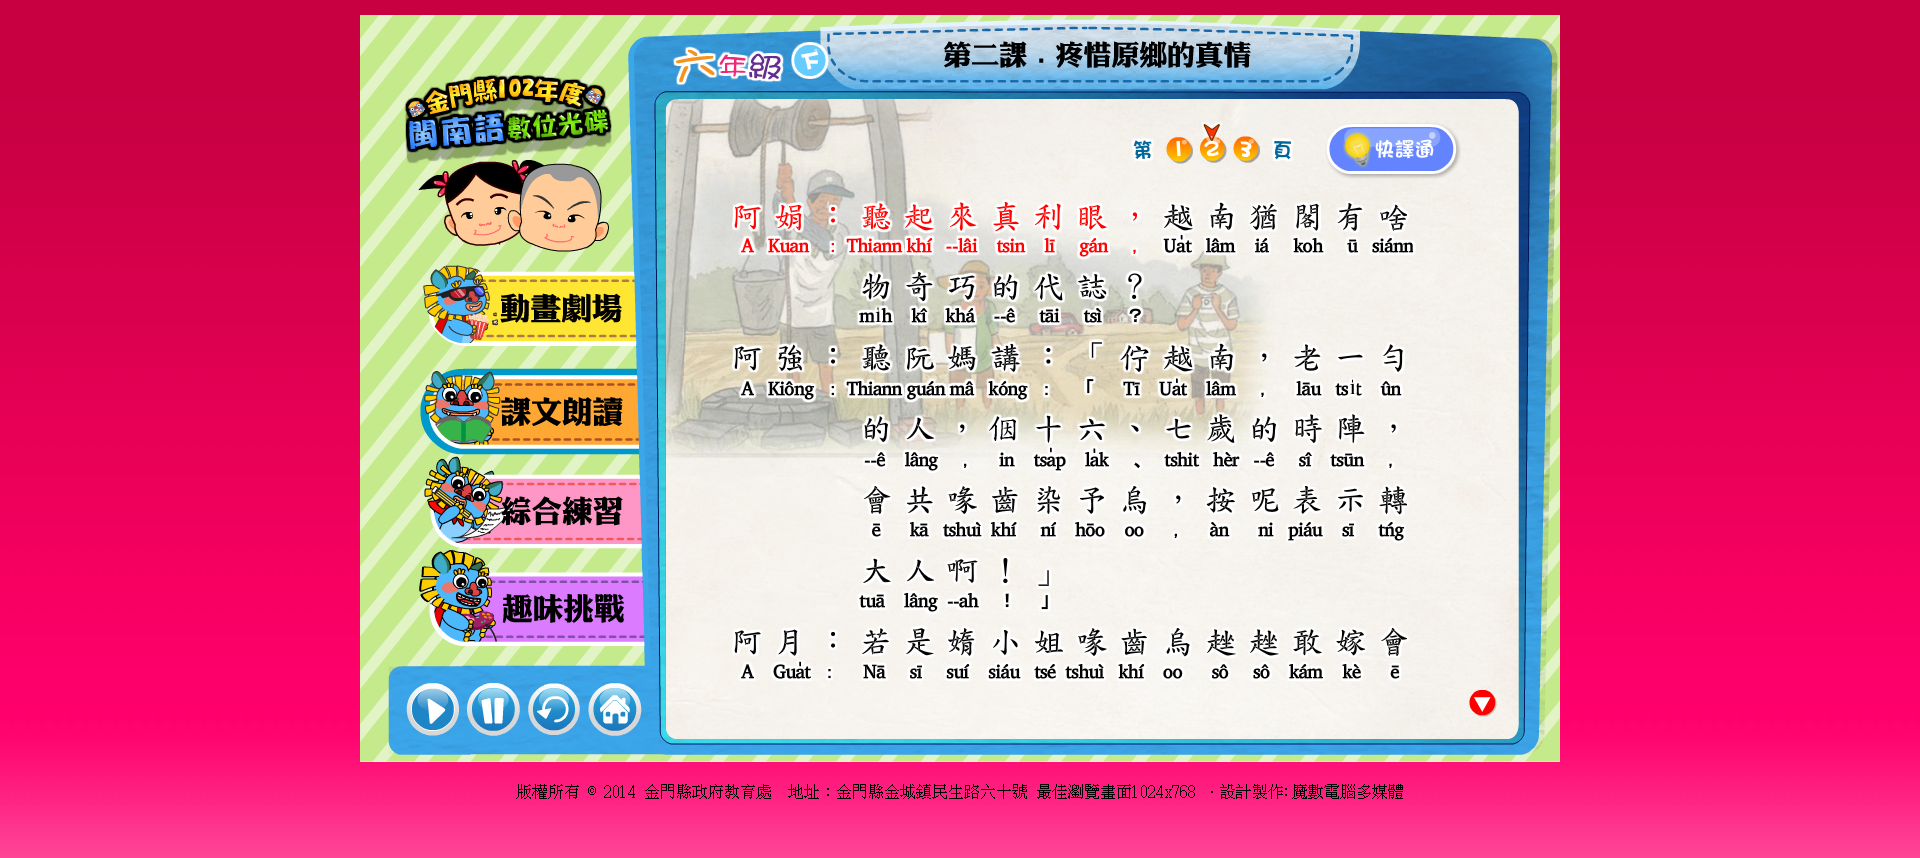 六年級 下
第二課．疼惜原鄉的真情
金門縣102年度
閩南語數位光碟
第 1 2 3 頁
快譯通
動畫劇場
課文朗讀
綜合練習
趣味挑戰
阿娟：聽起來真利眼，越南猶閣有啥
A Kuan : Thiann khí --lâi tsin lī gán , Ua̍t lâm iá koh ū siánn
物奇巧的代誌？
mih kî khá --ê tāi tsì ?
阿強：聽阮媽講：「佇越南，老一勻
A Kiông : Thiann guán mâ kóng : 「 Tī Ua̍t lâm , lāu tsi̍t ûn
的人，𪜶十六、七歲的時陣，
--ê lâng , in tsa̍p la̍k 、 tshit hèr --ê sî tsūn ,
會共喙齒染予烏，按呢表示轉
ē kā tshuì khí ní hōo oo , àn ni piáu sī tńg
大人啊！」
tuā lâng --ah ! 」
阿月：若是媠小姐喙齒烏趖趖敢嫁會
A Gua̍t : Nā sī suí siáu tsé tshuì khí oo sô sô kám kè ē
版權所有 © 2014 金門縣政府教育處 地址：金門縣金城鎮民生路六十號 最佳瀏覽畫面1024x768 ．設計製作: 魔數電腦多媒體